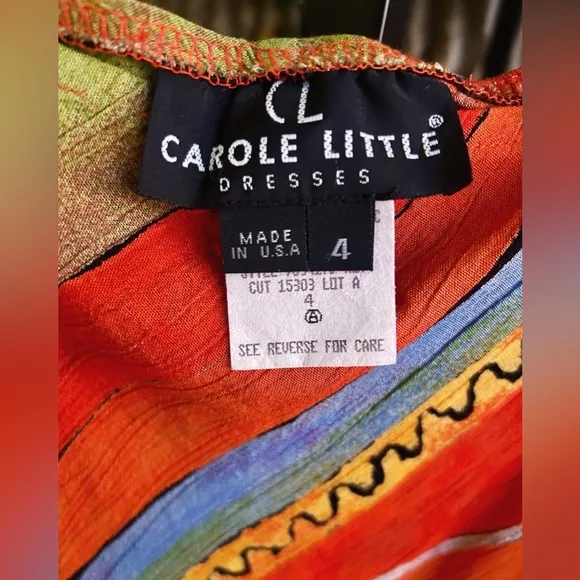 CL
CAROLE LITTLE®
DRESSES
MADE
IN U.S.A
4
CUT 15303 LOT A
4
A
SEE REVERSE FOR CARE